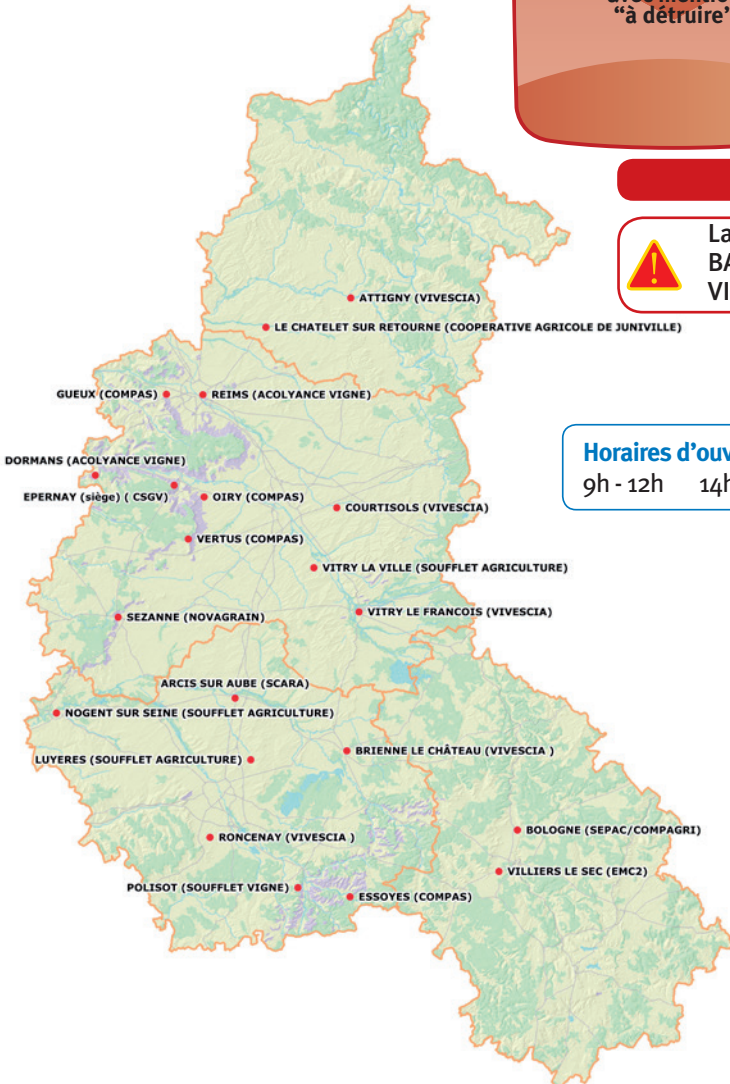 "à détruire"
La
ATTIGNY (VIVESCIA)
LE CHATELET SUR RETOURNE (COOPERATIVE AGRICOLE DE JUNIVILLE)
GUEUX (COMPAS)
REIMS (ACOLYANCE VIGNE)
DORMANS (ACOLYANCE VIGNE)
EPERNAY (siège) ( CSGV)
OIRY (COMPAS)
COURTISOLS (VIVESCIA)
Horaires d'ouv
9h - 12h 14h
VERTUS (COMPAS)
VITRY LA VILLE (SOUFFLET AGRICULTURE)
SEZANNE (NOVAGRAIN)
VITRY LE FRANCOIS (VIVESCIA)
ARCIS SUR AUBE (SCARA)
NOGENT SUR SEINE (SOUFFLET AGRICULTURE)
LUYERES (SOUFFLET AGRICULTURE)
BRIENNE LE CHÂTEAU (VIVESCIA )
RONCENAY (VIVESCIA )
BOLOGNE (SEPAC/COMPAGRI)
VILLIERS LE SEC (EMC2)
POLISOT (SOUFFLET VIGNE)
ESSOYES (COMPAS)